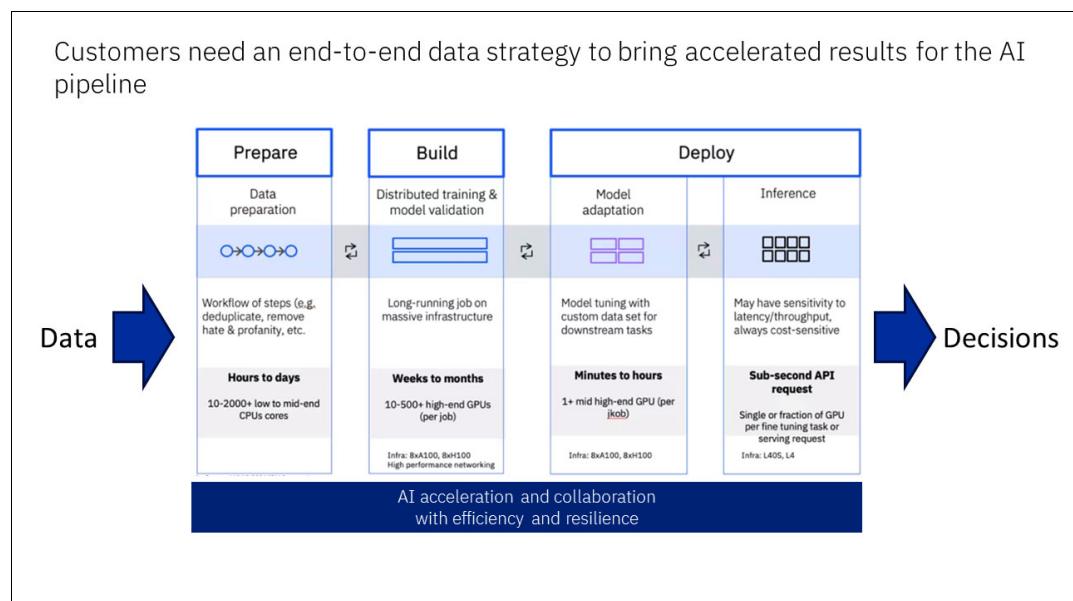 Customers need an end-to-end data strategy to bring accelerated results for the AI
pipeline
Prepare
Build
Deploy
Data
preparation
Distributed training &
model validation
Model
adaptation
Inference
Data
Workflow of steps (e.g.
deduplicate, remove
hate & profanity, etc.
Long-running job on
massive infrastructure
Model tuning with
custom data set for
downstream tasks
May have sensitivity to
latency/throughput,
always cost-sensitive
Decisions
Hours to days
10-2000+ low to mid-end
CPUs cores
Weeks to months
10-500+ high-end GPUs
(per job)
Minutes to hours
1+ mid high-end GPU (per
jkob)
Sub-second API
request
Single or fraction of GPU
per fine tuning task or
serving request
Infra: 8xA100, 8xH100
High performance networking
Infra: 8xA100, 8xH100
Infra: L40S, L4
AI acceleration and collaboration
with efficiency and resilience